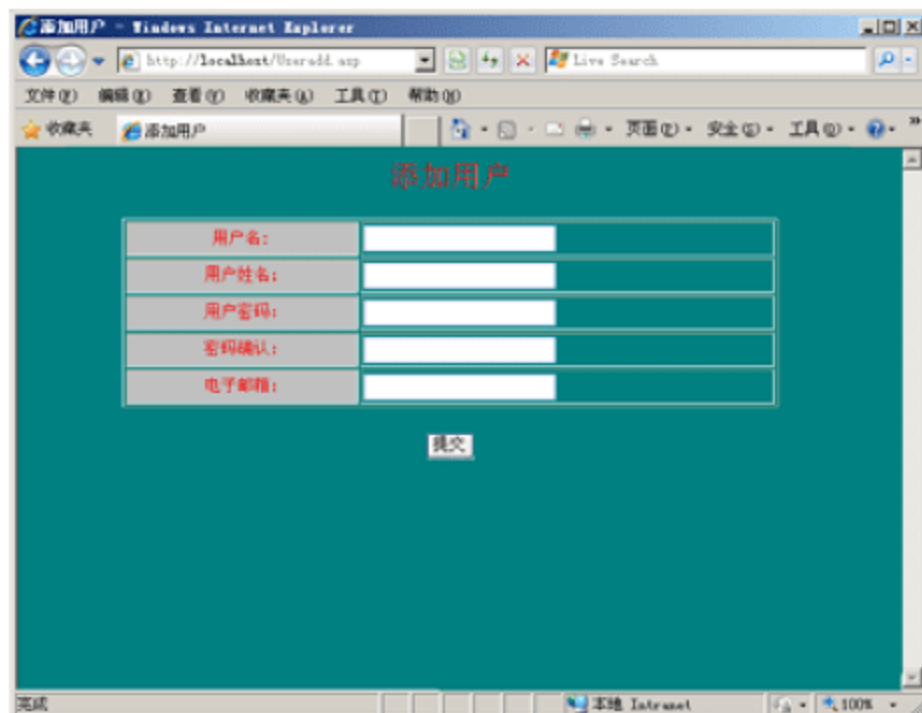 添加用户 - Windows Internet Explorer
http://localhost/Useradd.asp
Live Search
文件(F) 编辑(E) 查看(V) 收藏夹(A) 工具(T) 帮助(H)
收藏夹 添加用户 页面(P) 安全(S) 工具(O)
添加用户
用户名:
用户姓名:
用户密码:
密码确认:
电子邮箱:
提交
完成 本地 Intranet 100%